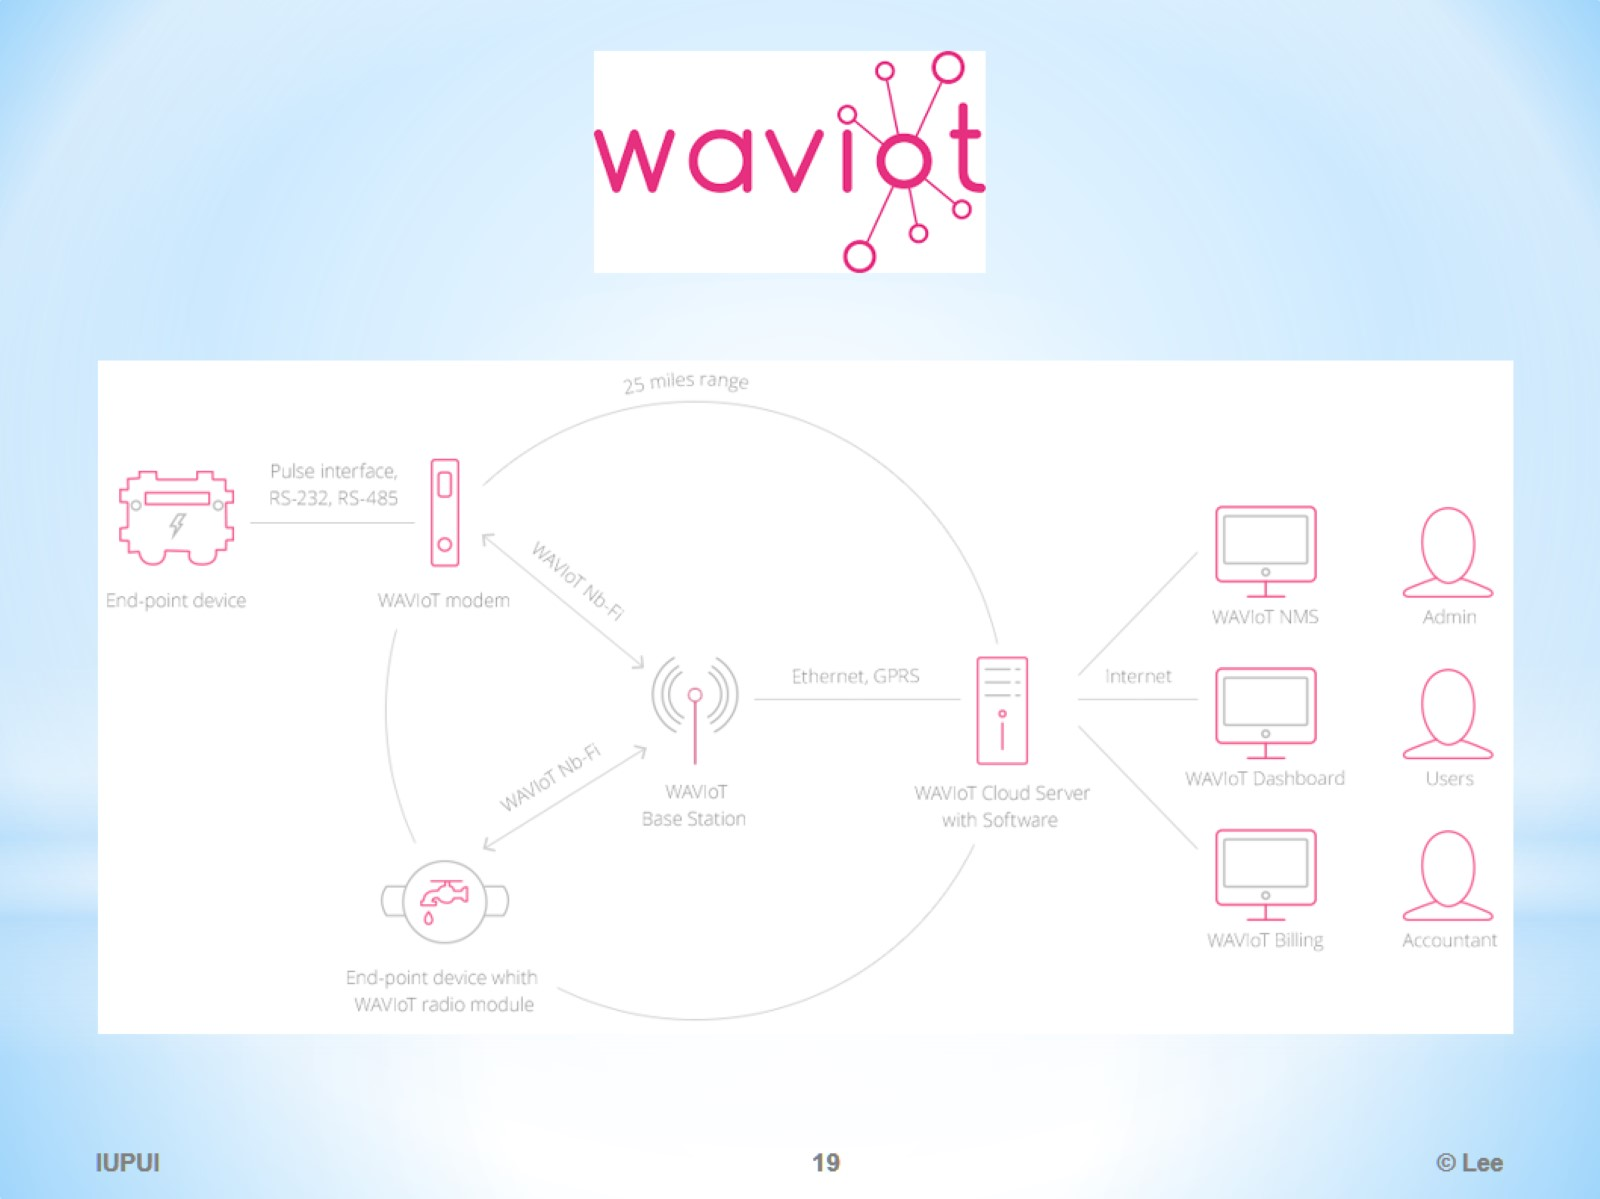 waviot
25 miles range
Pulse interface,
RS-232, RS-485
End-point device
WAVIoT modem
WAVIoT Nb-Fi
WAVIoT Nb-Fi
WAVIoT
Base Station
Ethernet, GPRS
WAVIoT Cloud Server
with Software
Internet
WAVIoT NMS
Admin
WAVIoT Dashboard
Users
WAVIoT Billing
Accountant
End-point device whith
WAVIoT radio module
IUPUI
19
© Lee